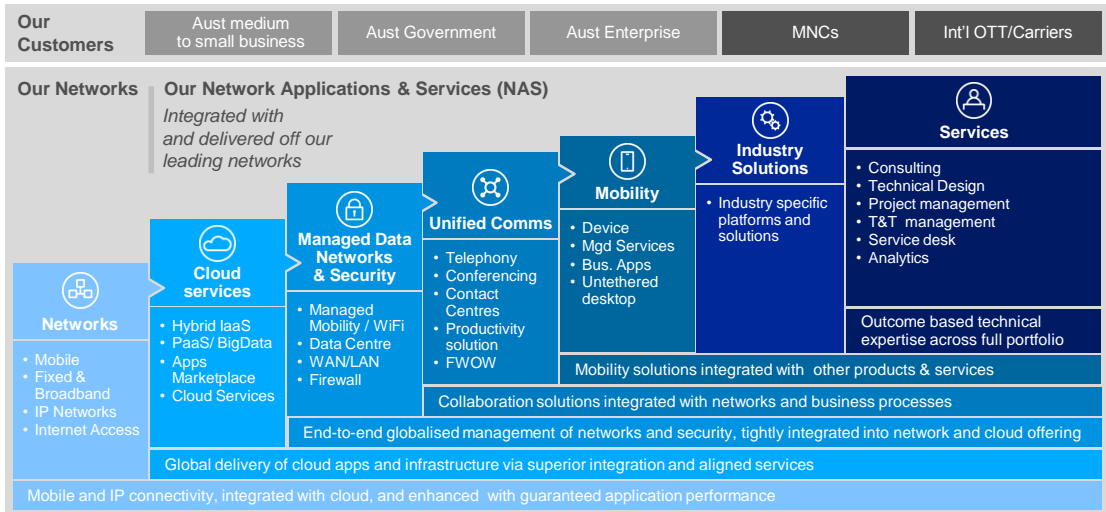 Our
Customers
Aust medium
to small business
Aust Government
Aust Enterprise
MNCs
Int'l OTT/Carriers
Our Networks
Our Network Applications & Services (NAS)
Integrated with
and delivered off our
leading networks
Networks
• Mobile
• Fixed &
Broadband
• IP Networks
• Internet Access
Cloud
services
• Hybrid IaaS
• PaaS/ BigData
• Apps
Marketplace
• Cloud Services
Managed Data
Networks
& Security
• Managed
Mobility / WiFi
• Data Centre
• WAN/LAN
• Firewall
Unified Comms
• Telephony
• Conferencing
• Contact
Centres
• Productivity
solution
• FWOW
Mobility
• Device
• Mgd Services
• Bus. Apps
• Untethered
desktop
Industry
Solutions
• Industry specific
platforms and
solutions
Services
• Consulting
• Technical Design
• Project management
• T&T management
• Service desk
• Analytics
Outcome based technical
expertise across full portfolio
Mobility solutions integrated with other products & services
Collaboration solutions integrated with networks and business processes
End-to-end globalised management of networks and security, tightly integrated into network and cloud offering
Global delivery of cloud apps and infrastructure via superior integration and aligned services
Mobile and IP connectivity, integrated with cloud, and enhanced with guaranteed application performance